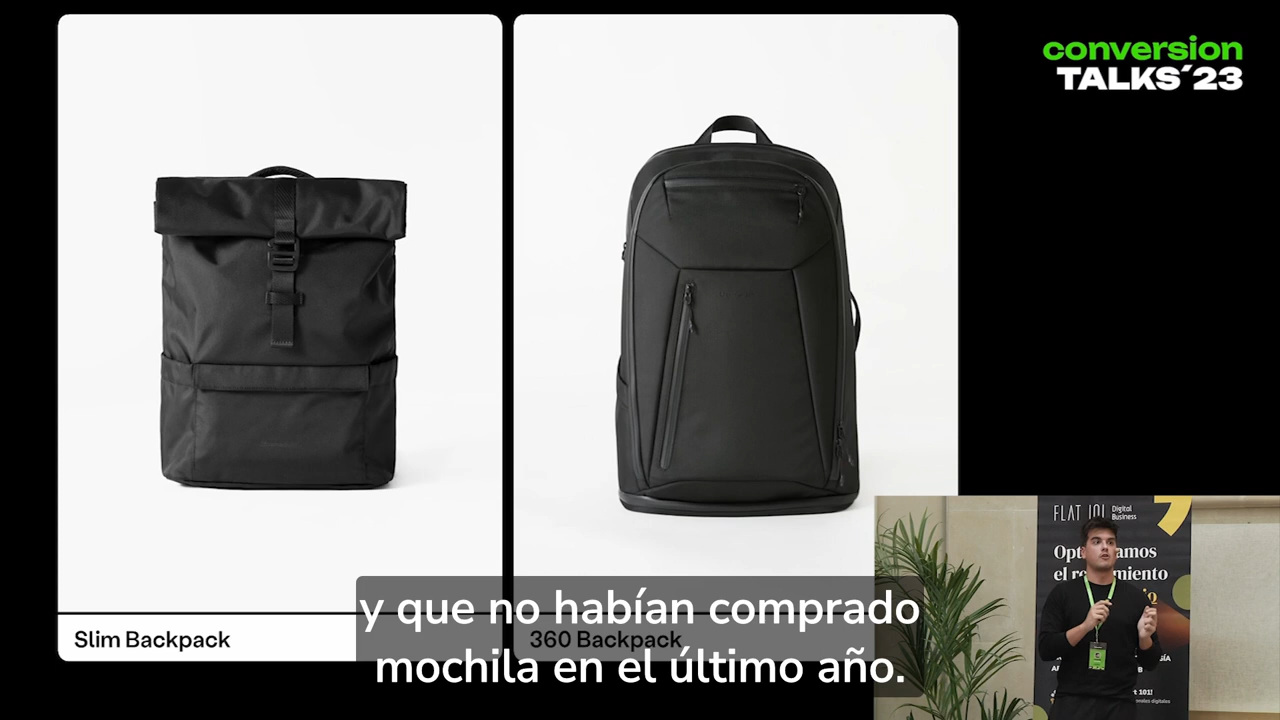 conversion
TALKS´23
Slim Backpack
360 Backpack
y que no habían comprado
mochila en el último año.
FLAT 101
Digital
Business
el